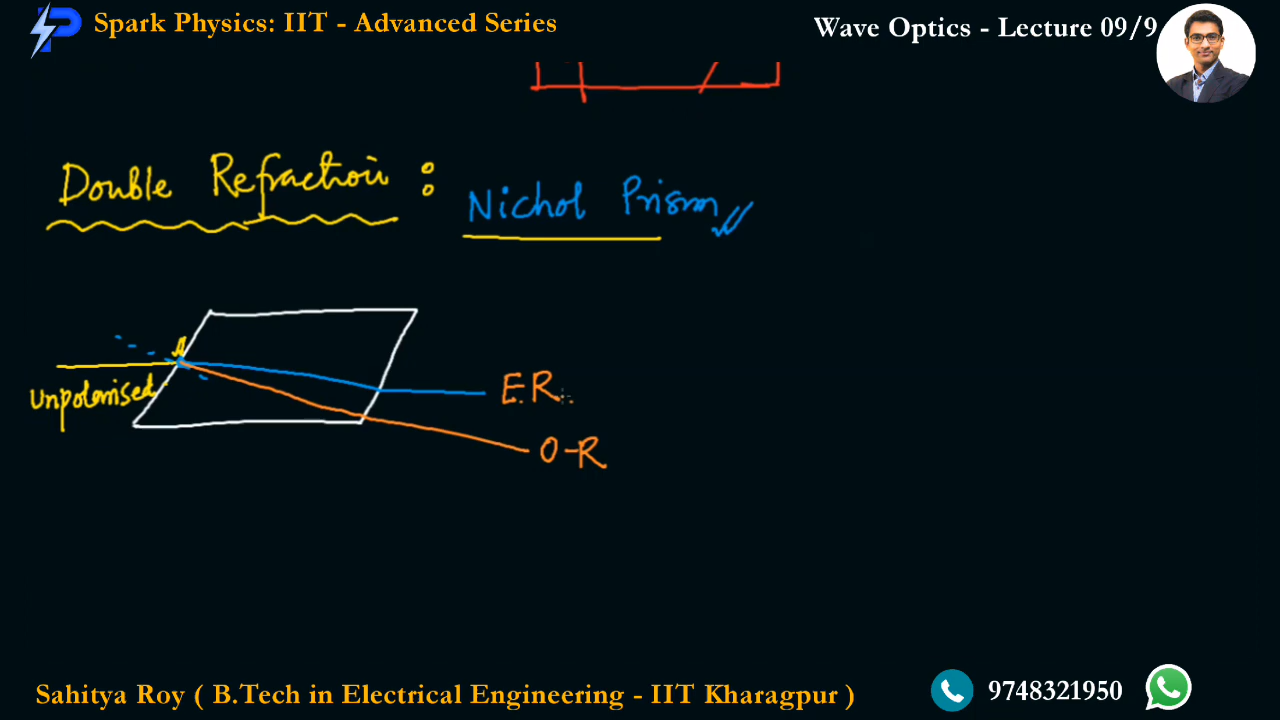 Spark Physics: IIT - Advanced Series
Wave Optics - Lecture 09/9
Double Refraction :
Nichol Prism
Unpolarised
E.R.
O-R
Sahitya Roy ( B.Tech in Electrical Engineering - IIT Kharagpur )
9748321950